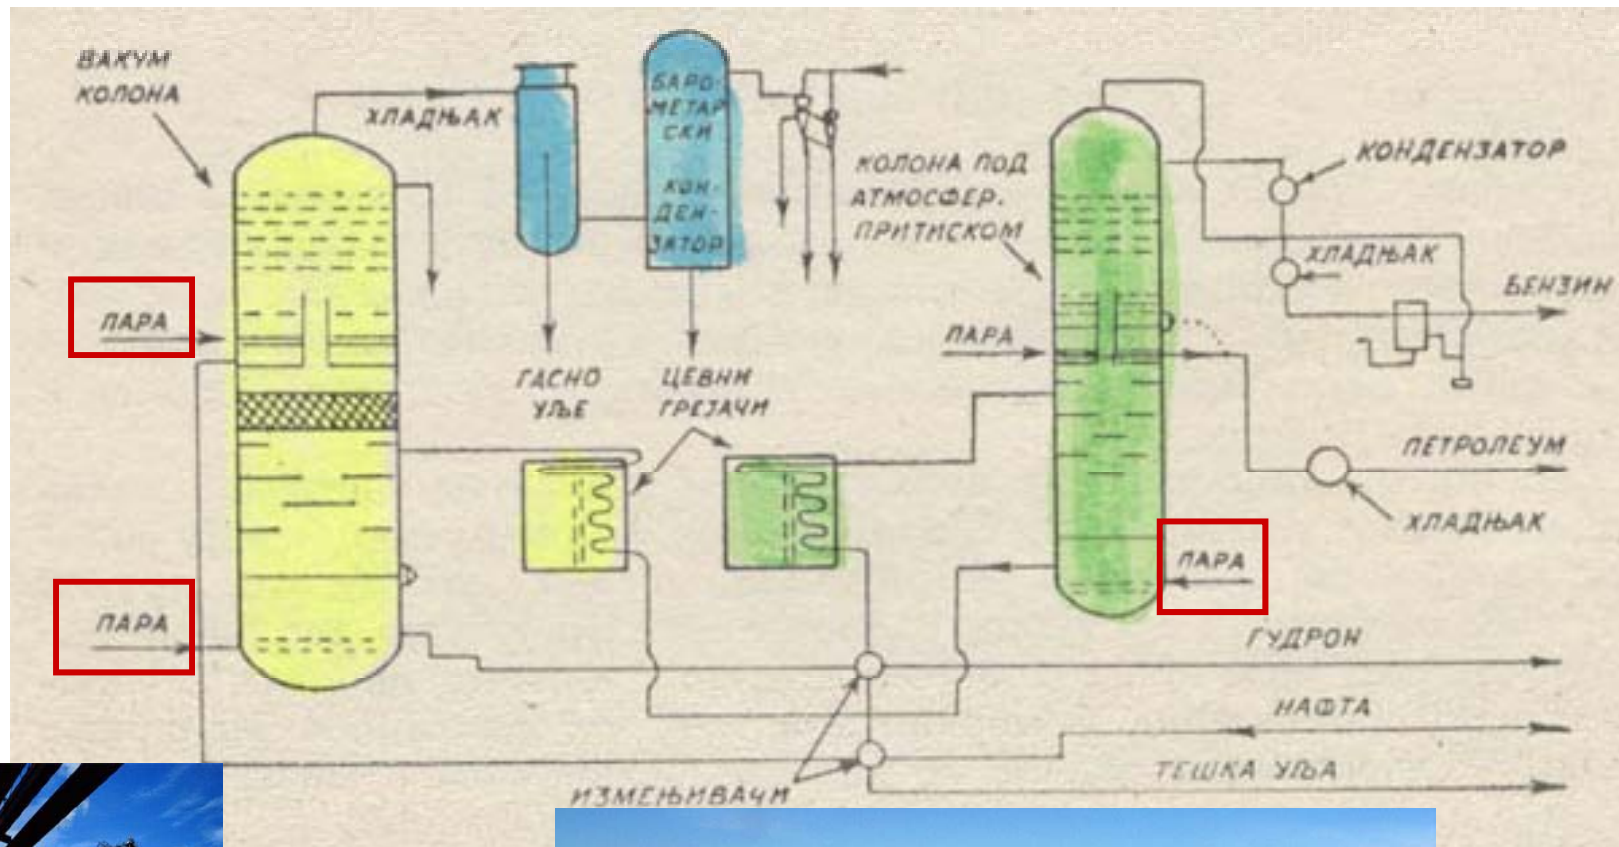 ВАКУМ
КОЛОНА
ХЛАДЊАК
БАРО-
МЕТАР
СКИ
КОН-
ДЕН-
ЗАТОР
КОЛОНА ПОД
АТМОСФЕР.
ПРИТИСКОМ
КОНДЕНЗАТОР
ХЛАДЊАК
БЕНЗИН
ПАРА
ПАРА
ГАСНО
УЉЕ
ЦЕВНИ
ГРЕЈАЧИ
ПЕТРОЛЕУМ
ХЛАДЊАК
ПАРА
ПАРА
ГУДРОН
НАФТА
ТЕШКА УЉА
ИЗМЕЊИВАЧИ